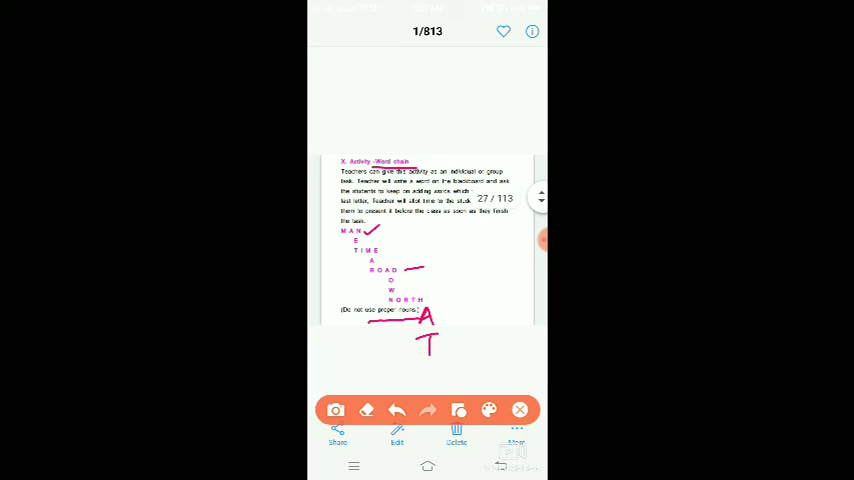 1/813
X. Activity -Word chain
Teachers can give this activity as an individual or group
task. Teacher will write a word on the blackboard and ask
the students to keep on adding words which
last letter, Teacher will allot time to the stude
27 / 113
them to present it before the class as soon as they finish
the task.
M A N
E
T I M E
A
R O A D
O
W
N O R T H
(Do not use proper nouns.)
A
T
Share
Edit
Delete
More